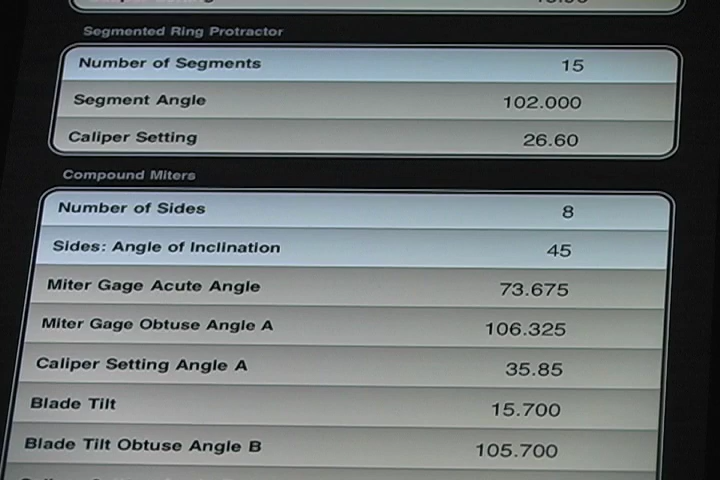 Segmented Ring Protractor
Number of Segments 15
Segment Angle 102.000
Caliper Setting 26.60
Compound Miters
Number of Sides 8
Sides: Angle of Inclination 45
Miter Gage Acute Angle 73.675
Miter Gage Obtuse Angle A 106.325
Caliper Setting Angle A 35.85
Blade Tilt 15.700
Blade Tilt Obtuse Angle B 105.700